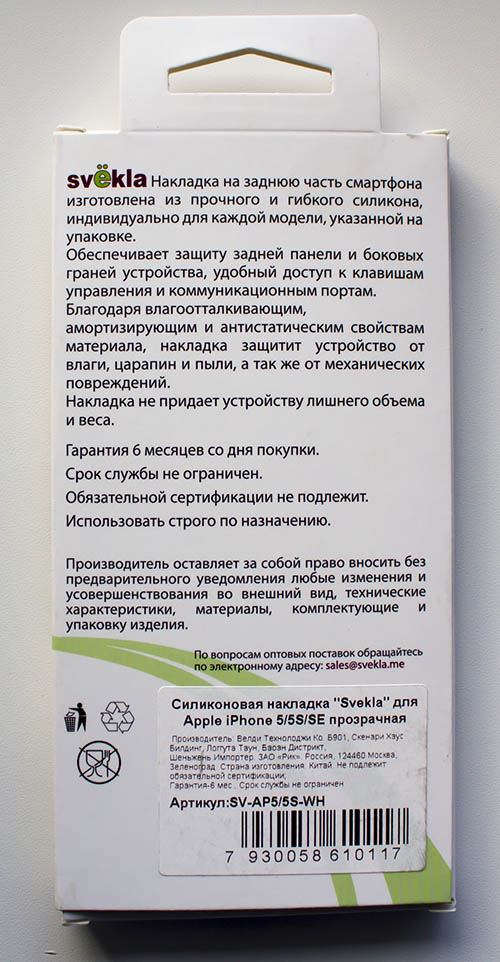 svёkla Накладка на заднюю часть смартфона
изготовлена из прочного и гибкого силикона,
индивидуально для каждой модели, указанной на
упаковке.
Обеспечивает защиту задней панели и боковых
граней устройства, удобный доступ к клавишам
управления и коммуникационным портам.
Благодаря влагоотталкивающим,
амортизирующим и антистатическим свойствам
материала, накладка защитит устройство от
влаги, царапин и пыли, а так же от механических
повреждений.
Накладка не придает устройству лишнего объема
и веса.
Гарантия 6 месяцев со дня покупки.
Срок службы не ограничен.
Обязательной сертификации не подлежит.
Использовать строго по назначению.
Производитель оставляет за собой право вносить без
предварительного уведомления любые изменения и
усовершенствования во внешний вид, технические
характеристики, материалы, комплектующие и
упаковку изделия.
По вопросам оптовых поставок обращайтесь
по электронному адресу: sales@svekla.me
Силиконовая накладка "Svekla" для
Apple iPhone 5/5S/SE прозрачная
Производитель: Велди Технолоджи Ко. Б901, Скенари Хаус
Билдинг, Логгута Таун, Баоан Дистрикт,
Шеньжень.Импортер: ЗАО «Рик». Россия, 124460 Москва,
Зеленоград. Страна изготовления: Китай. Не подлежит
обязательной сертификации;
Гарантия-6 мес., Срок службы не ограничен
Артикул:SV-AP5/5S-WH
7 930058 610117